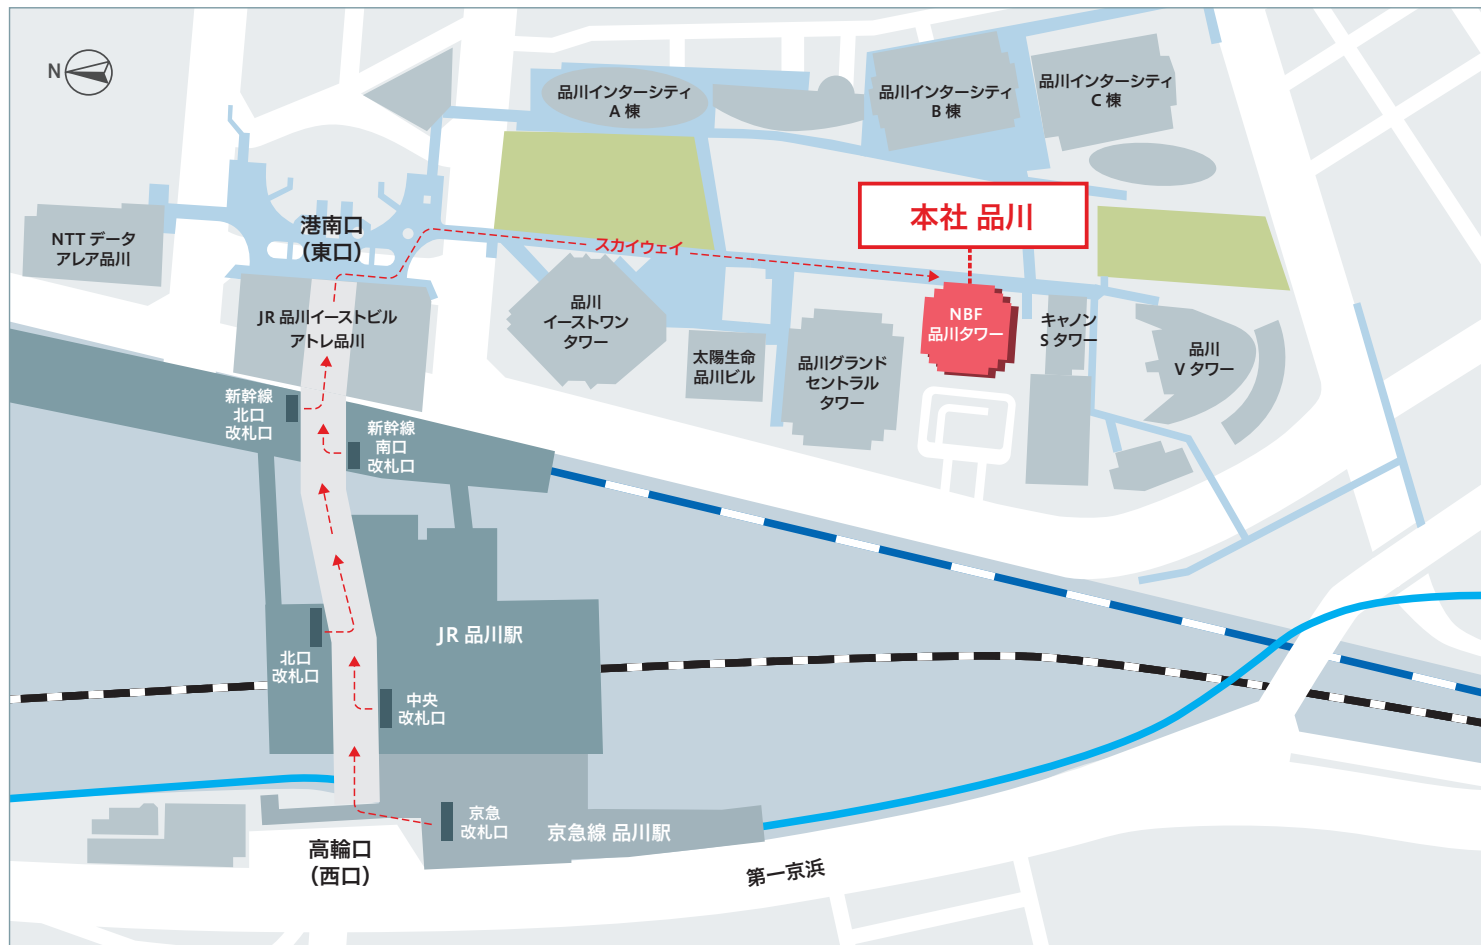 N
品川インターシティ
A 棟
品川インターシティ
B 棟
品川インターシティ
C 棟
本社 品川
NTT データ
アレア品川
港南口
（東口）
スカイウェイ
JR 品川イーストビル
アトレ品川
品川
イーストワン
タワー
太陽生命
品川ビル
品川グランド
セントラル
タワー
NBF
品川タワー
キャノン
S タワー
品川
V タワー
新幹線
北口
改札口
新幹線
南口
改札口
JR 品川駅
北口
改札口
中央
改札口
京急
改札口
京急線 品川駅
高輪口
（西口）
第一京浜